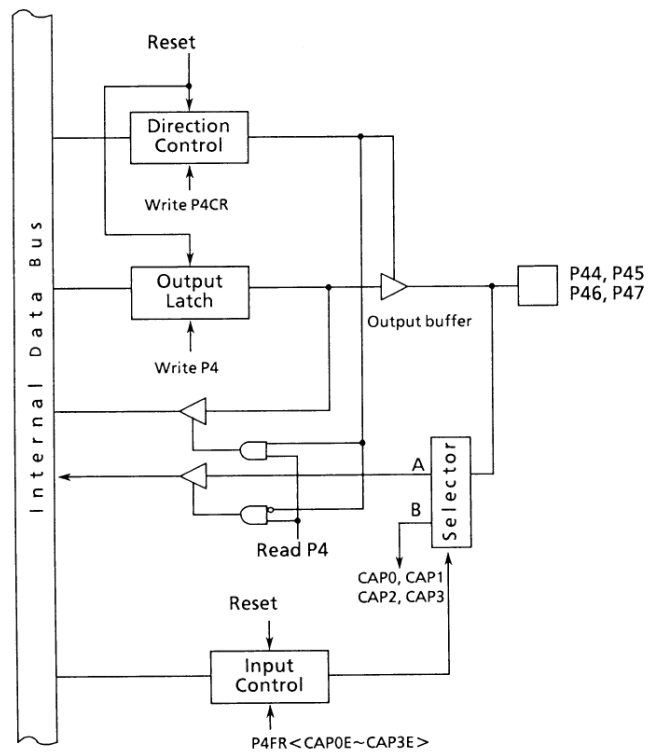 Reset
Direction
Control
Write P4CR
Internal Data Bus
Output
Latch
Output buffer
P44, P45
P46, P47
Write P4
A
B
Selector
Read P4
CAP0, CAP1
CAP2, CAP3
Reset
Input
Control
P4FR<CAP0E~CAP3E>